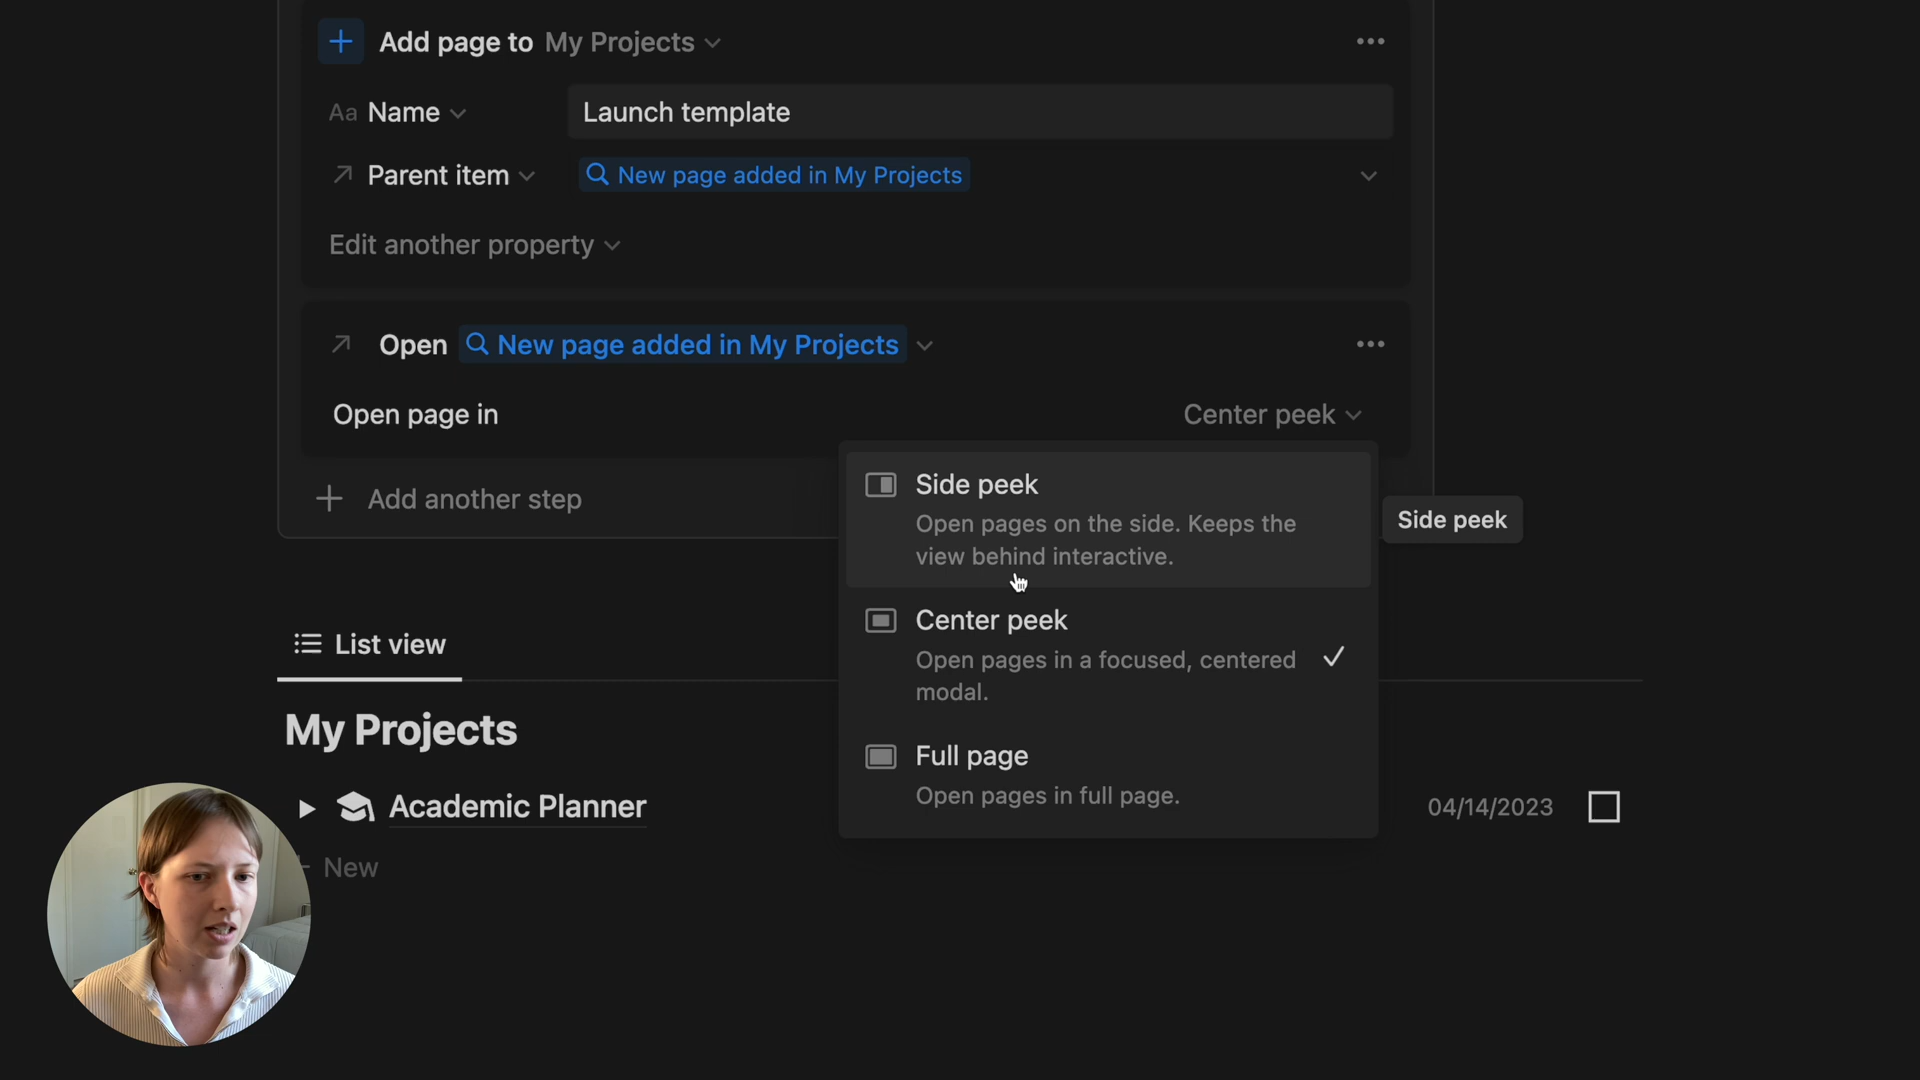 Add page to My Projects
Aa Name
Launch template
Parent item
New page added in My Projects
Edit another property
Open New page added in My Projects
Open page in
Center peek
Add another step
Side peek
Open pages on the side. Keeps the
view behind interactive.
Side peek
Center peek
Open pages in a focused, centered
modal.
Full page
Open pages in full page.
List view
My Projects
Academic Planner
04/14/2023
New